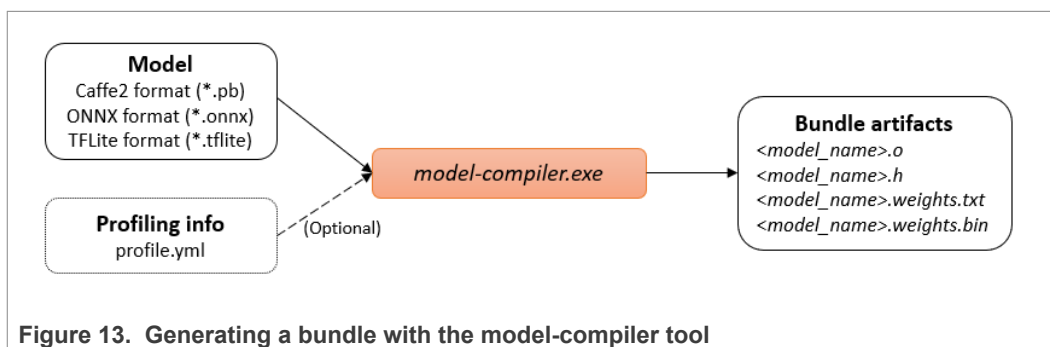 Model
Caffe2 format (*.pb)
ONNX format (*.onnx)
TFLite format (*.tflite)
Profiling info
profile.yml
(Optional)
model-compiler.exe
Bundle artifacts
<model_name>.o
<model_name>.h
<model_name>.weights.txt
<model_name>.weights.bin
Figure 13. Generating a bundle with the model-compiler tool